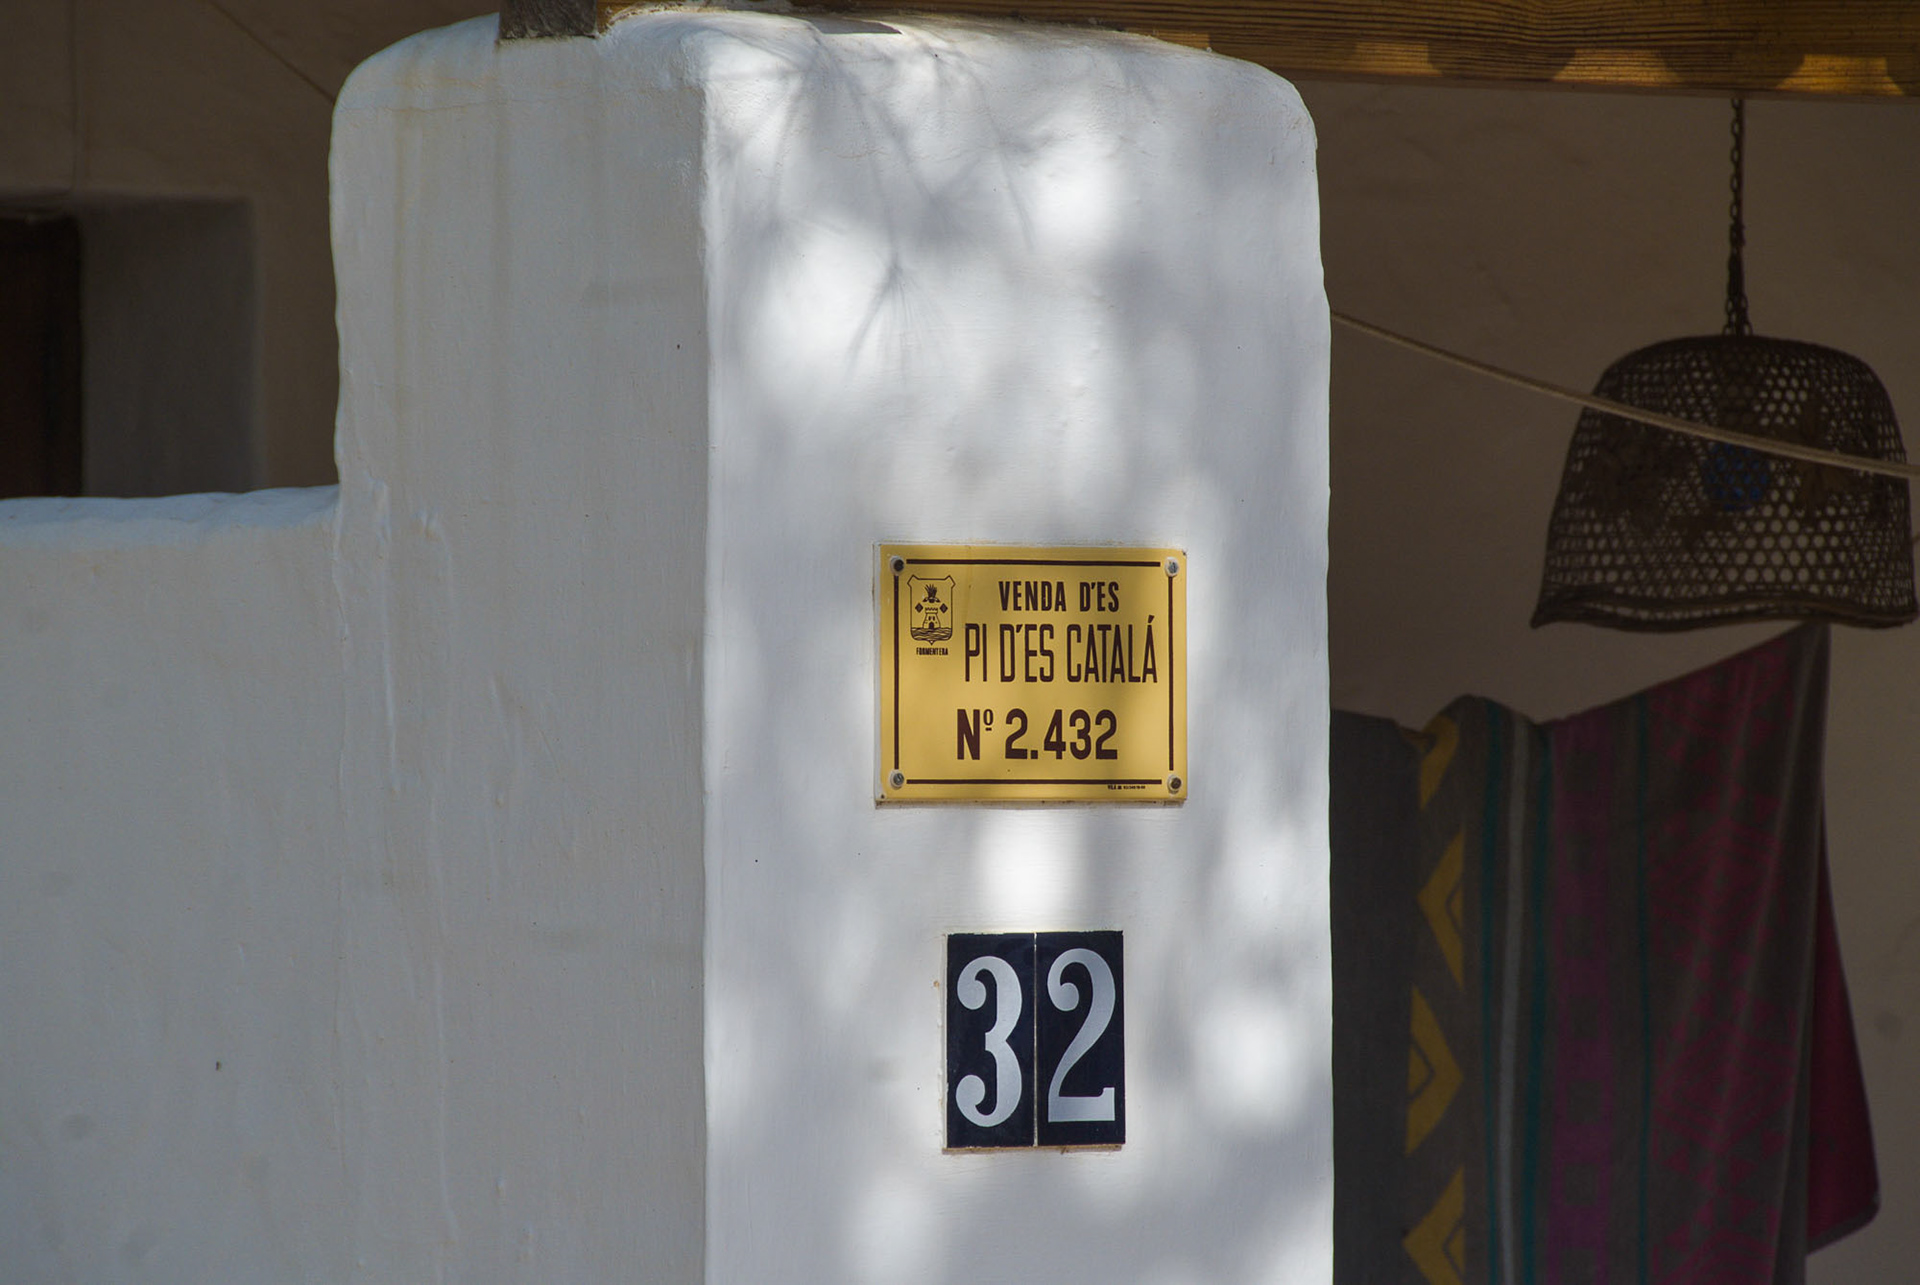 VENDA D'ES
PI D'ES CATALÁ
FORMENTERA
Nº 2.432
32